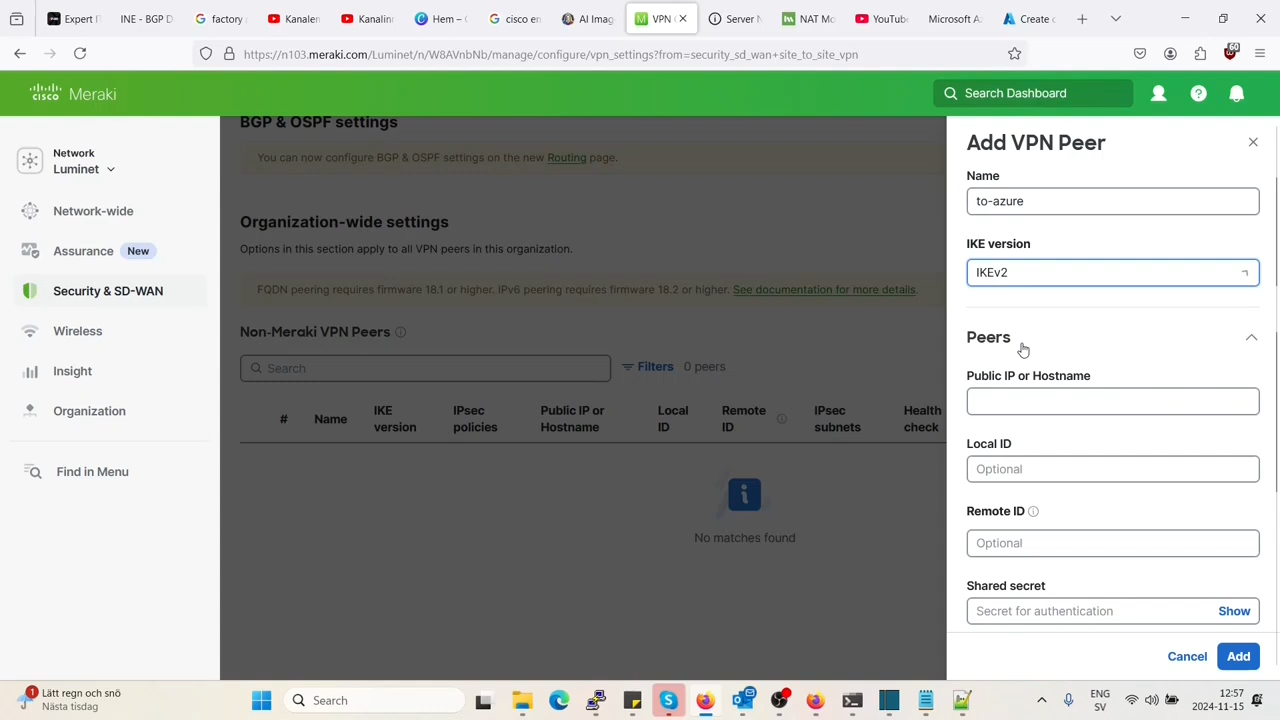 Expert F
INE - BGP D
factory
Kanalen
Kanalin
Hem –
cisco en
AI Imag
VPN
Server N
NAT Mo
YouTube
Microsoft A
Create c
https://n103.meraki.com/Luminet/n/W8AVnbNb/manage/configure/vpn_settings?from=security_sd_wan+site_to_site_vpn
60
cisco Meraki
Search Dashboard
Network
Luminet
Network-wide
Assurance New
Security & SD-WAN
Wireless
Insight
Organization
Find in Menu
BGP & OSPF settings
You can now configure BGP & OSPF settings on the new Routing page.
Organization-wide settings
Options in this section apply to all VPN peers in this organization.
FQDN peering requires firmware 18.1 or higher. IPv6 peering requires firmware 18.2 or higher. See documentation for more details.
Non-Meraki VPN Peers
Search
Filters 0 peers
# Name IKE version IPsec policies Public IP or Hostname Local ID Remote ID IPsec subnets Health check
No matches found
Add VPN Peer
Name
to-azure
IKE version
IKEv2
Peers
Public IP or Hostname
Local ID
Optional
Remote ID
Optional
Shared secret
Secret for authentication Show
Cancel Add
1
Lätt regn och snö
Nästa tisdag
Search
ENG
SV
12:57
2024-11-15